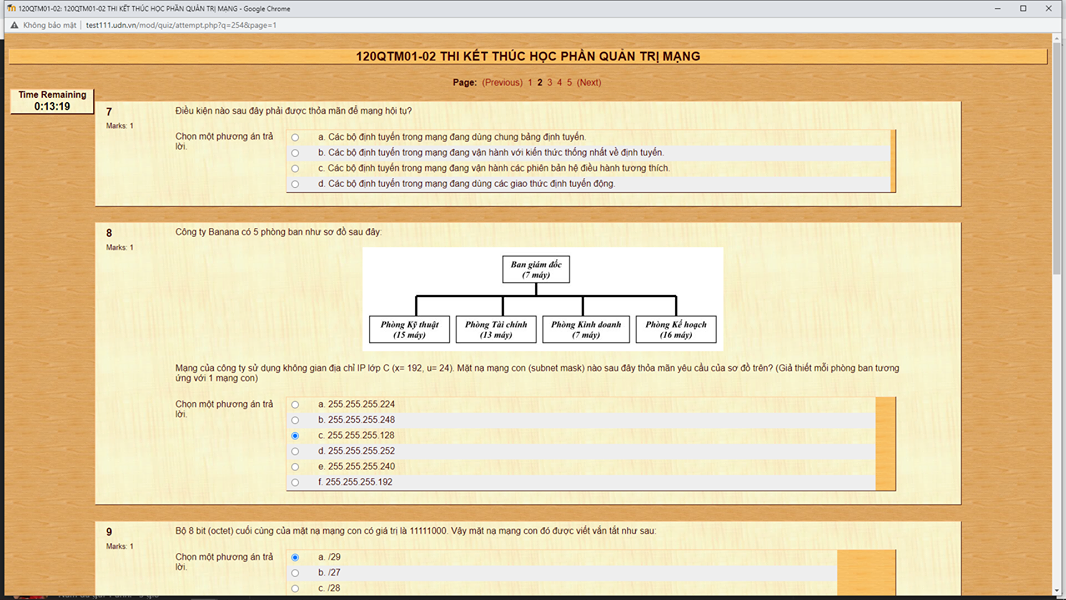 120QTM01-02: 120QTM01-02 THI KẾT THÚC HỌC PHẦN QUẢN TRỊ MẠNG - Google Chrome
Không bảo mật | test111.udn.vn/mod/quiz/attempt.php?q=254&page=1
120QTM01-02 THI KẾT THÚC HỌC PHẦN QUẢN TRỊ MẠNG
Page: (Previous) 1 2 3 4 5 (Next)
Time Remaining
0:13:19
7
Marks: 1
Điều kiện nào sau đây phải được thỏa mãn để mạng hội tụ?
Chọn một phương án trả
lời.
a. Các bộ định tuyến trong mạng đang dùng chung bảng định tuyến.
b. Các bộ định tuyến trong mạng đang vận hành với kiến thức thống nhất về định tuyến.
c. Các bộ định tuyến trong mạng đang vận hành các phiên bản hệ điều hành tương thích.
d. Các bộ định tuyến trong mạng đang dùng các giao thức định tuyến động.
8
Marks: 1
Công ty Banana có 5 phòng ban như sơ đồ sau đây:
Ban giám đốc
(7 máy)
Phòng Kỹ thuật
(15 máy)
Phòng Tài chính
(13 máy)
Phòng Kinh doanh
(7 máy)
Phòng Kế hoạch
(16 máy)
Mạng của công ty sử dụng không gian địa chỉ IP lớp C (x= 192, u= 24). Mặt nạ mạng con (subnet mask) nào sau đây thỏa mãn yêu cầu của sơ đồ trên? (Giả thiết mỗi phòng ban tương
ứng với 1 mạng con)
Chọn một phương án trả
lời.
a. 255.255.255.224
b. 255.255.255.248
c. 255.255.255.128
d. 255.255.255.252
e. 255.255.255.240
f. 255.255.255.192
9
Marks: 1
Bộ 8 bit (octet) cuối cùng của mặt nạ mạng con có giá trị là 11111000. Vậy mặt nạ mạng con đó được viết vắn tắt như sau:
Chọn một phương án trả
lời.
a. /29
b. /27
c. /28